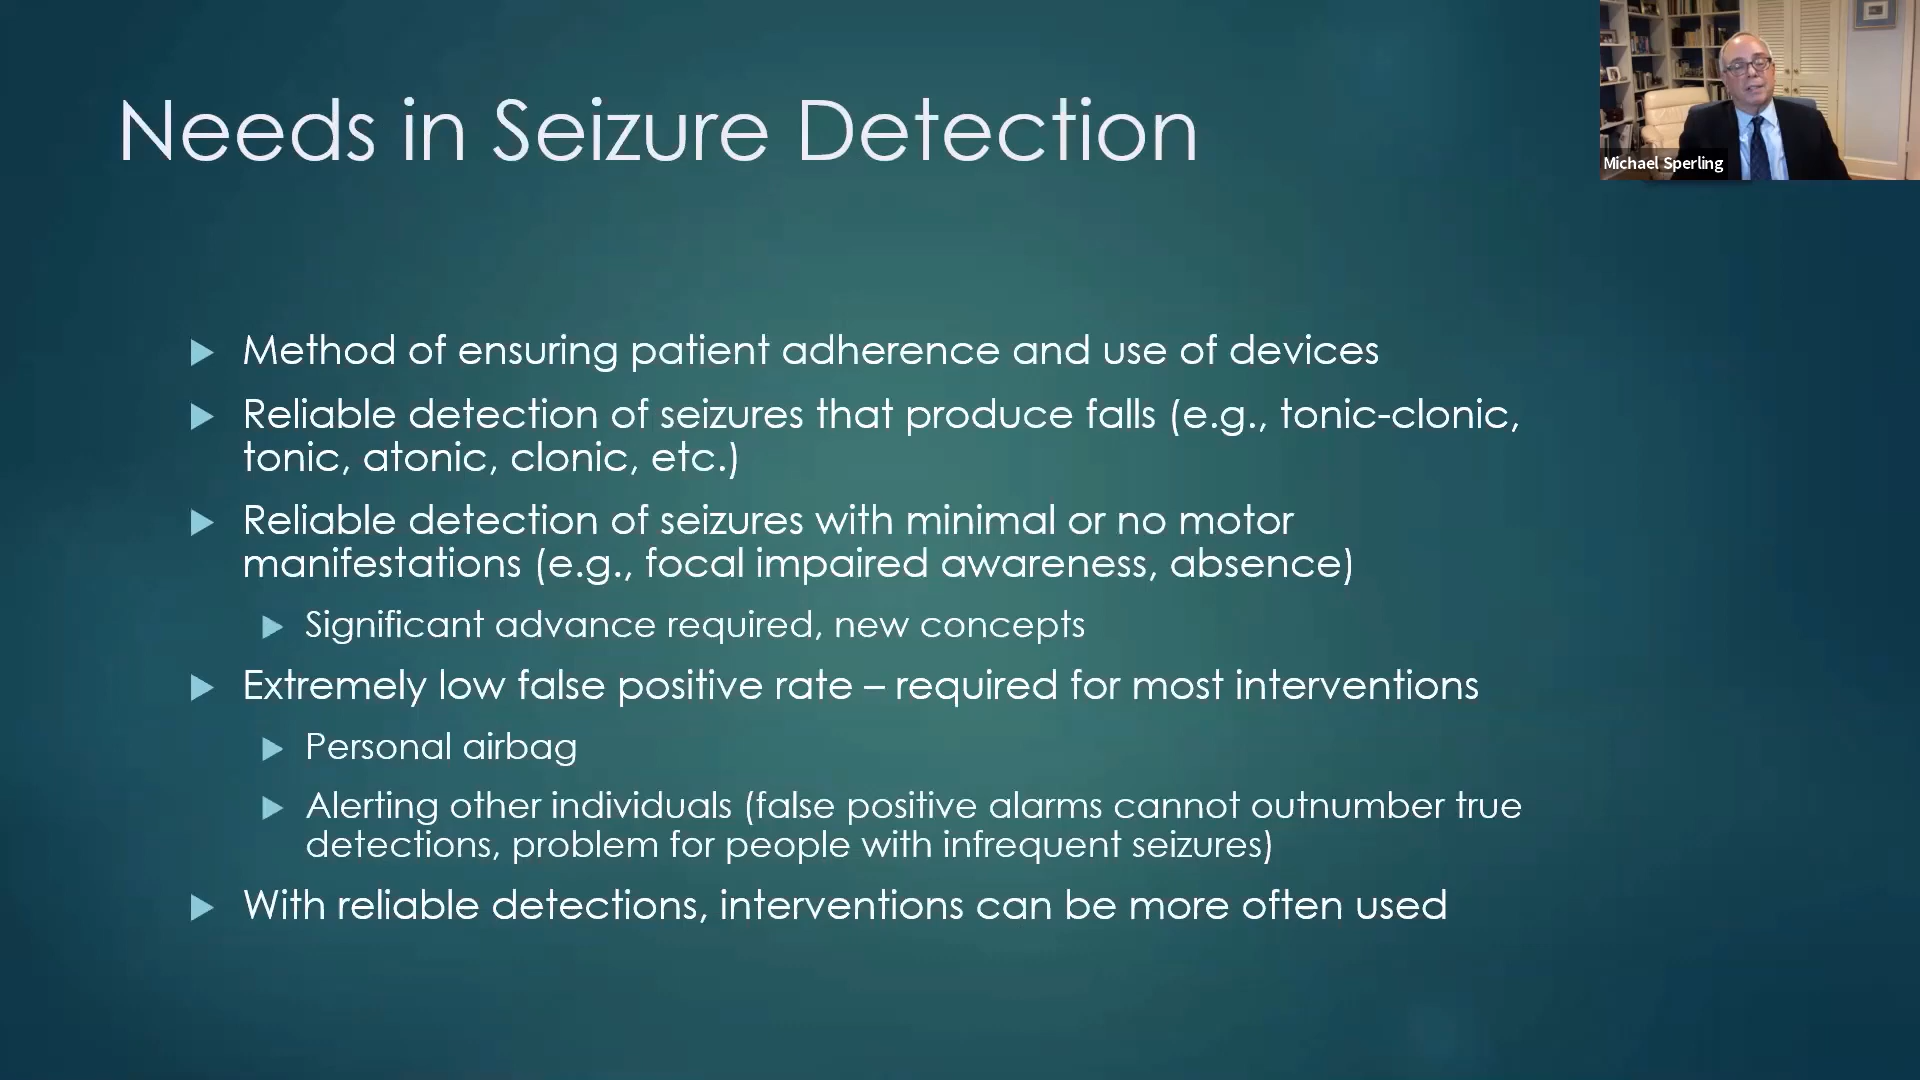 Needs in Seizure Detection
Michael Sperling
Method of ensuring patient adherence and use of devices
Reliable detection of seizures that produce falls (e.g., tonic-clonic,
tonic, atonic, clonic, etc.)
Reliable detection of seizures with minimal or no motor
manifestations (e.g., focal impaired awareness, absence)
Significant advance required, new concepts
Extremely low false positive rate – required for most interventions
Personal airbag
Alerting other individuals (false positive alarms cannot outnumber true
detections, problem for people with infrequent seizures)
With reliable detections, interventions can be more often used